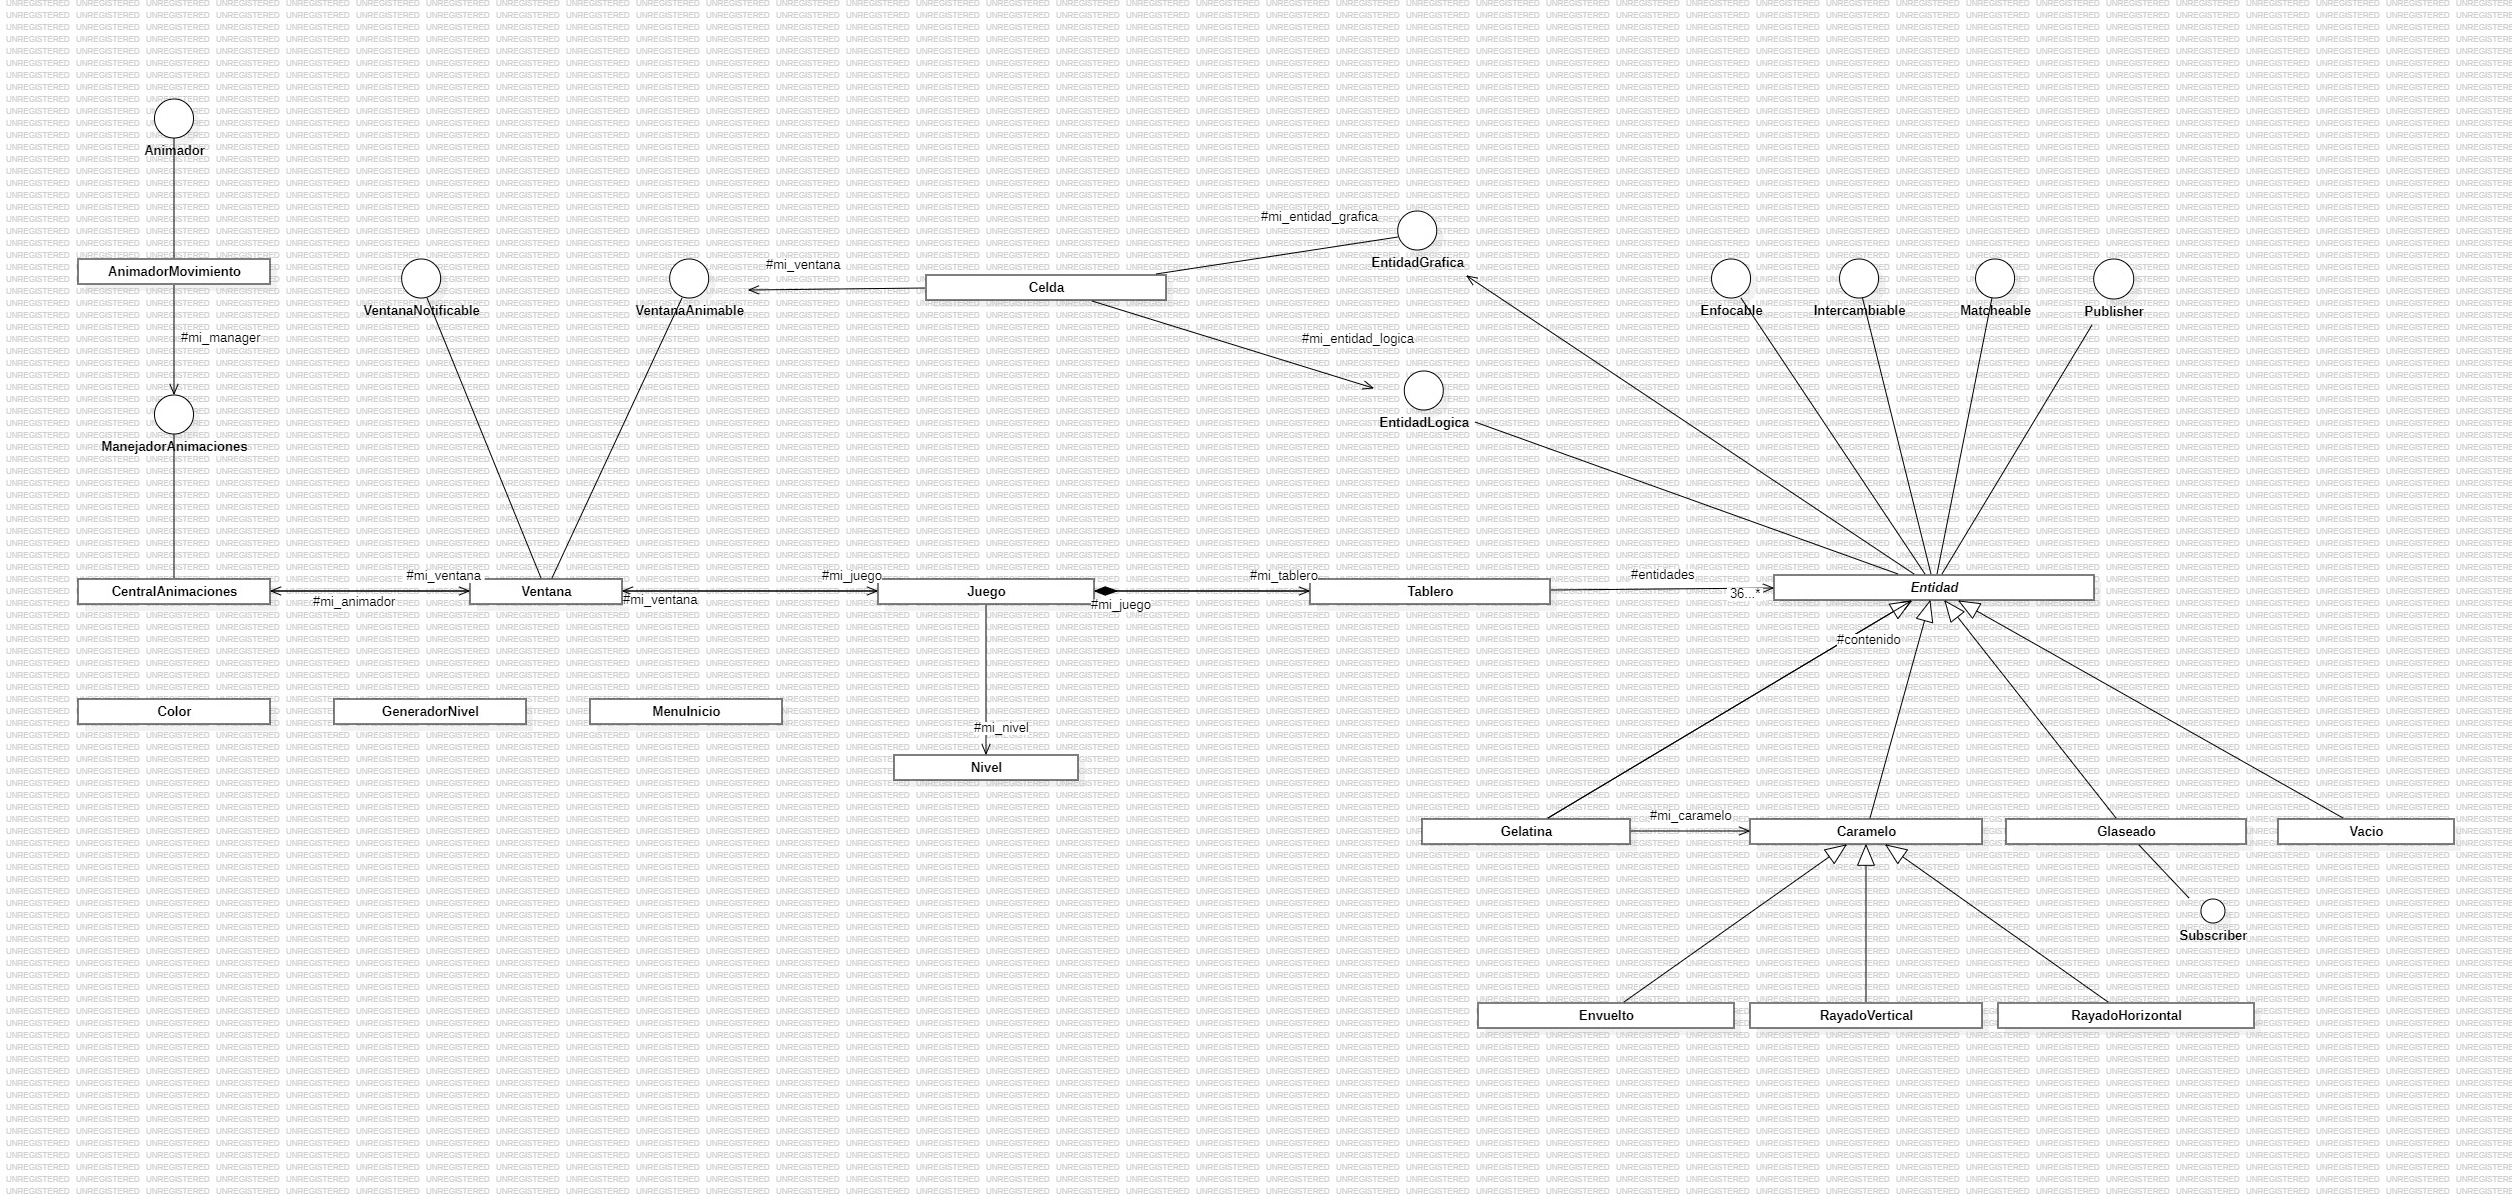 Animador
#mi_entidad_grafica
EntidadGrafica
#mi_ventana
AnimadorMovimiento
Celda
VentanaNotificable
VentanaAnimable
Enfocable
Intercambiable
Matcheable
Publisher
#mi_manager
#mi_entidad_logica
EntidadLogica
ManejadorAnimaciones
#mi_ventana
#mi_juego
#mi_tablero
#entidades
CentralAnimaciones
Ventana
Juego
Tablero
36...*
Entidad
#mi_animador
#mi_ventana
#mi_juego
#contenido
Color
GeneradorNivel
MenuInicio
#mi_nivel
Nivel
#mi_caramelo
Gelatina
Caramelo
Glaseado
Vacio
Subscriber
Envuelto
RayadoVertical
RayadoHorizontal
UNREGISTERED